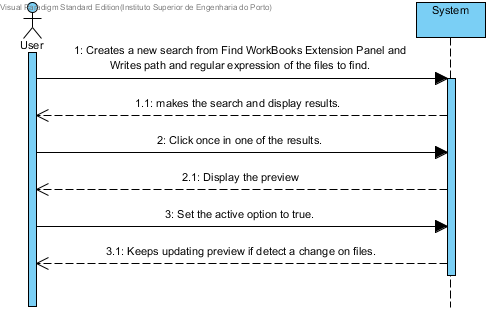 Visual Paradigm Standard Edition(Instituto Superior de Engenharia do Porto)
System
User
1: Creates a new search from Find WorkBooks Extension Panel and
Writes path and regular expression of the files to find.
1.1: makes the search and display results.
2: Click once in one of the results.
2.1: Display the preview
3: Set the active option to true.
3.1: Keeps updating preview if detect a change on files.